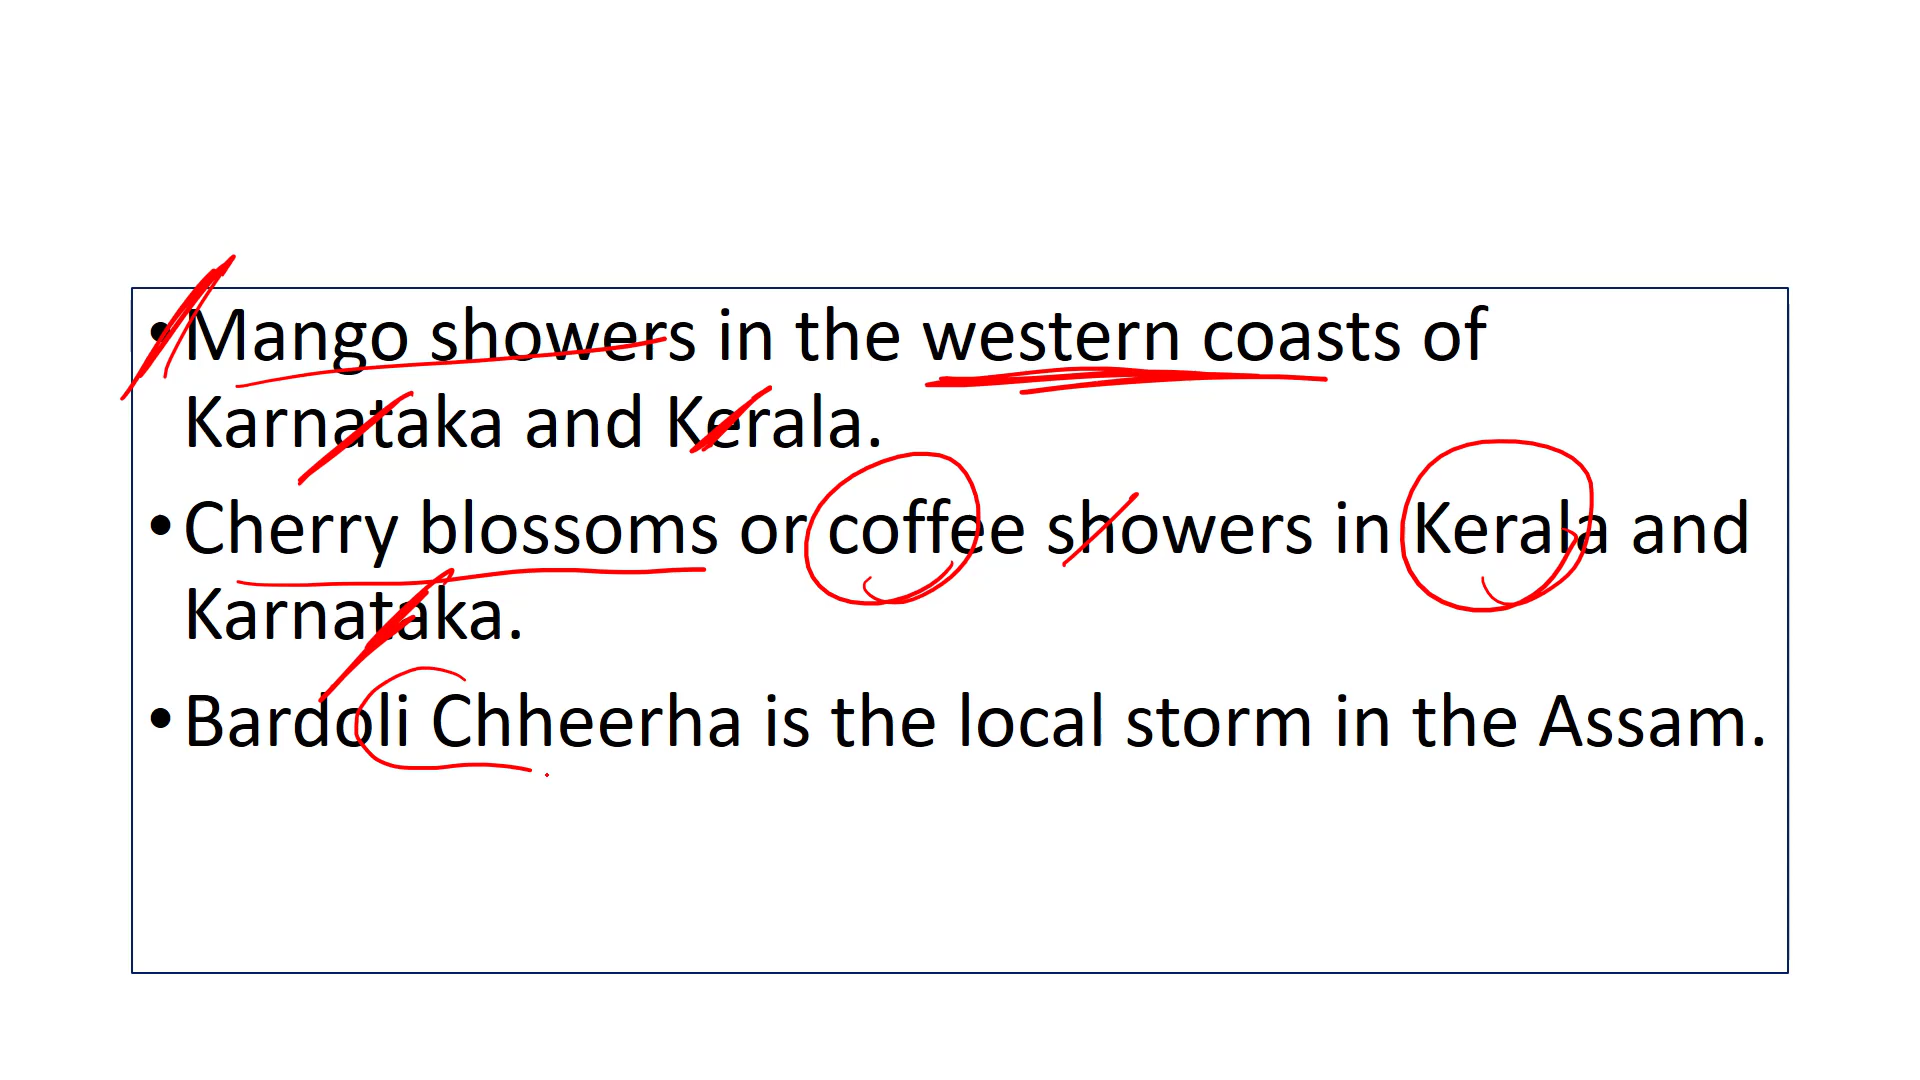 •Mango showers in the western coasts of
Karnataka and Kerala.
•Cherry blossoms or coffee showers in Kerala and
Karnataka.
•Bardoli Chheerha is the local storm in the Assam.